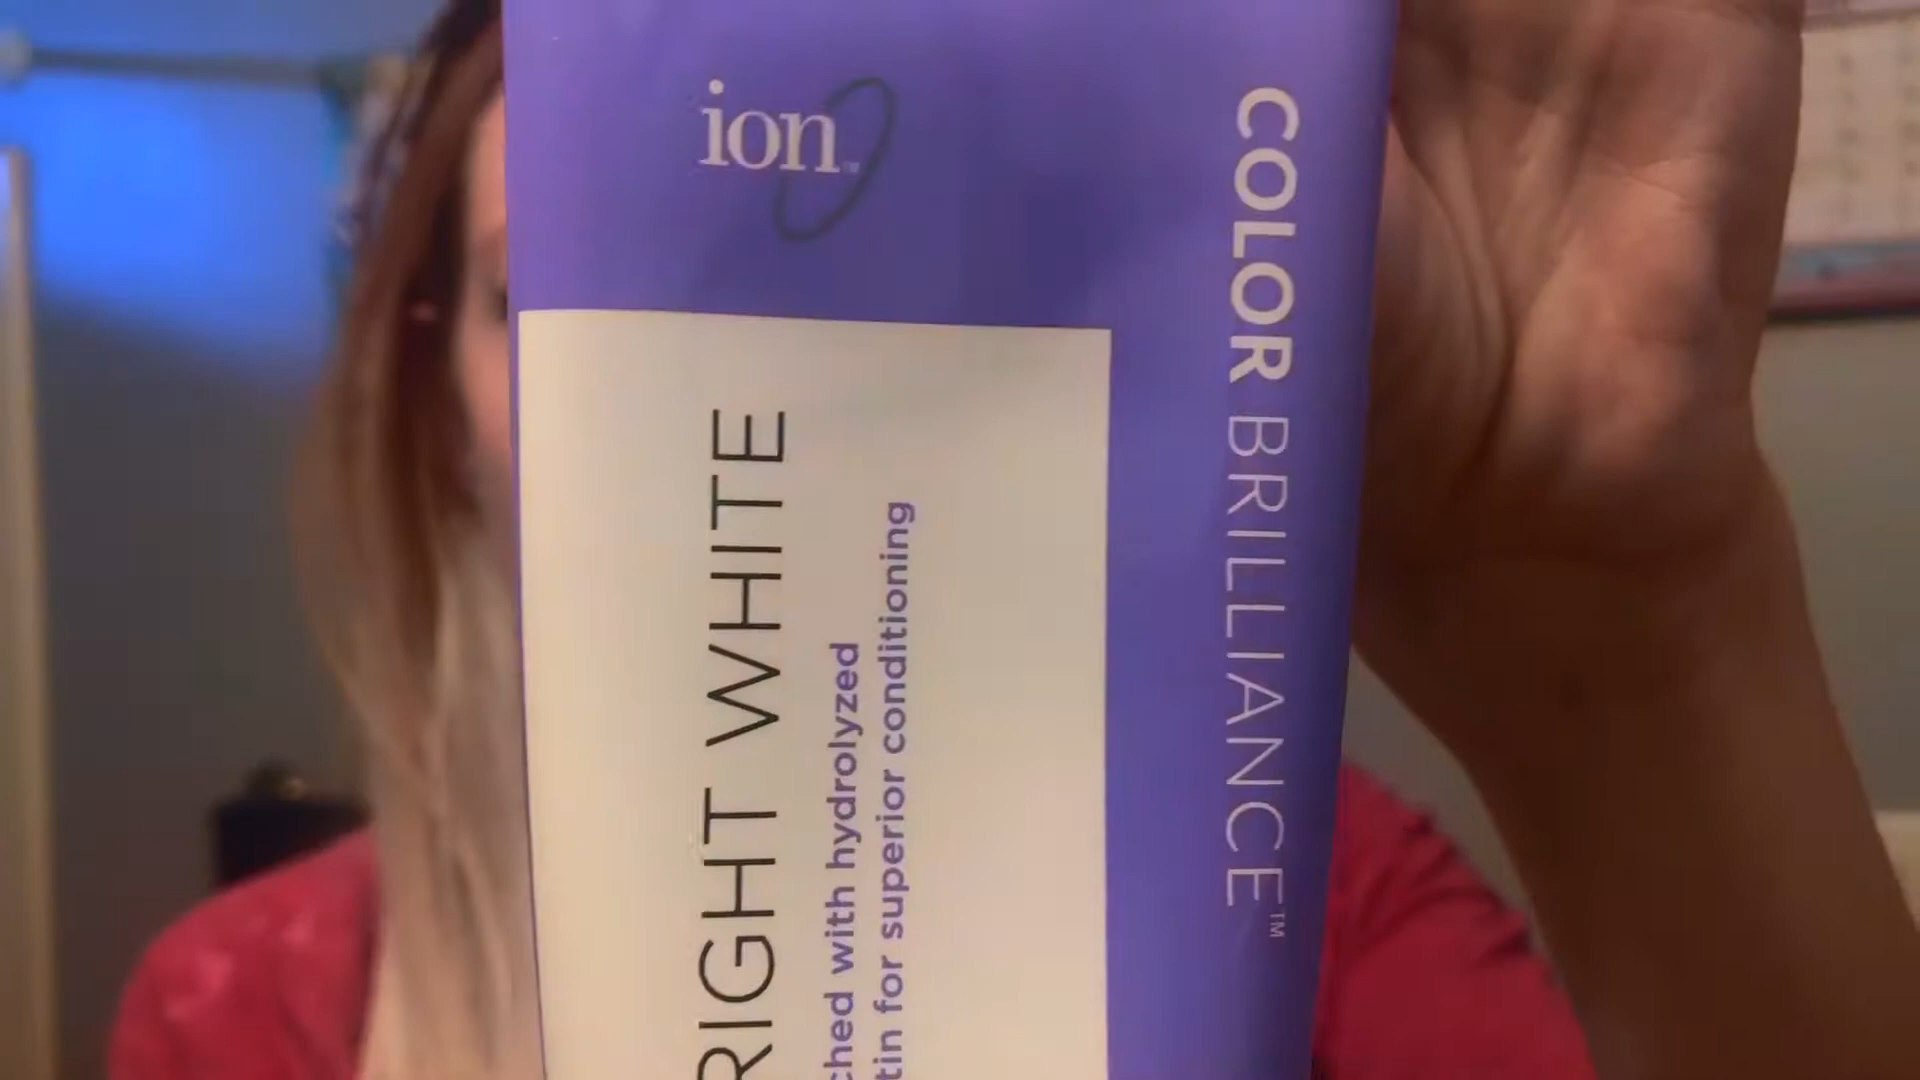 ion
COLOR BRILLIANCE™
RIGHT WHITE
ched with hydrolyzed
tin for superior conditioning